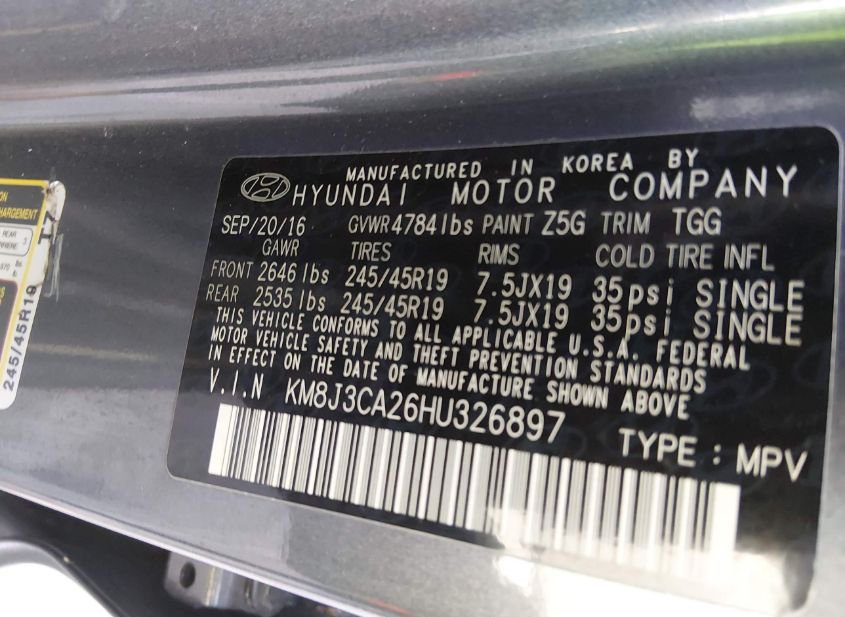 MANUFACTURED IN KOREA BY
HYUNDAI MOTOR COMPANY
SEP/20/16 GVWR 4784 lbs PAINT Z5G TRIM TGG
GAWR TIRES RIMS COLD TIRE INFL
FRONT 2646 lbs 245/45R19 7.5JX19 35psi SINGLE
REAR 2535 lbs 245/45R19 7.5JX19 35psi SINGLE
THIS VEHICLE CONFORMS TO ALL APPLICABLE U.S.A. FEDERAL
MOTOR VEHICLE SAFETY AND THEFT PREVENTION STANDARDS
IN EFFECT ON THE DATE OF MANUFACTURE SHOWN ABOVE
V.I.N KM8J3CA26HU326897
TYPE : MPV
REAR
245/45R19